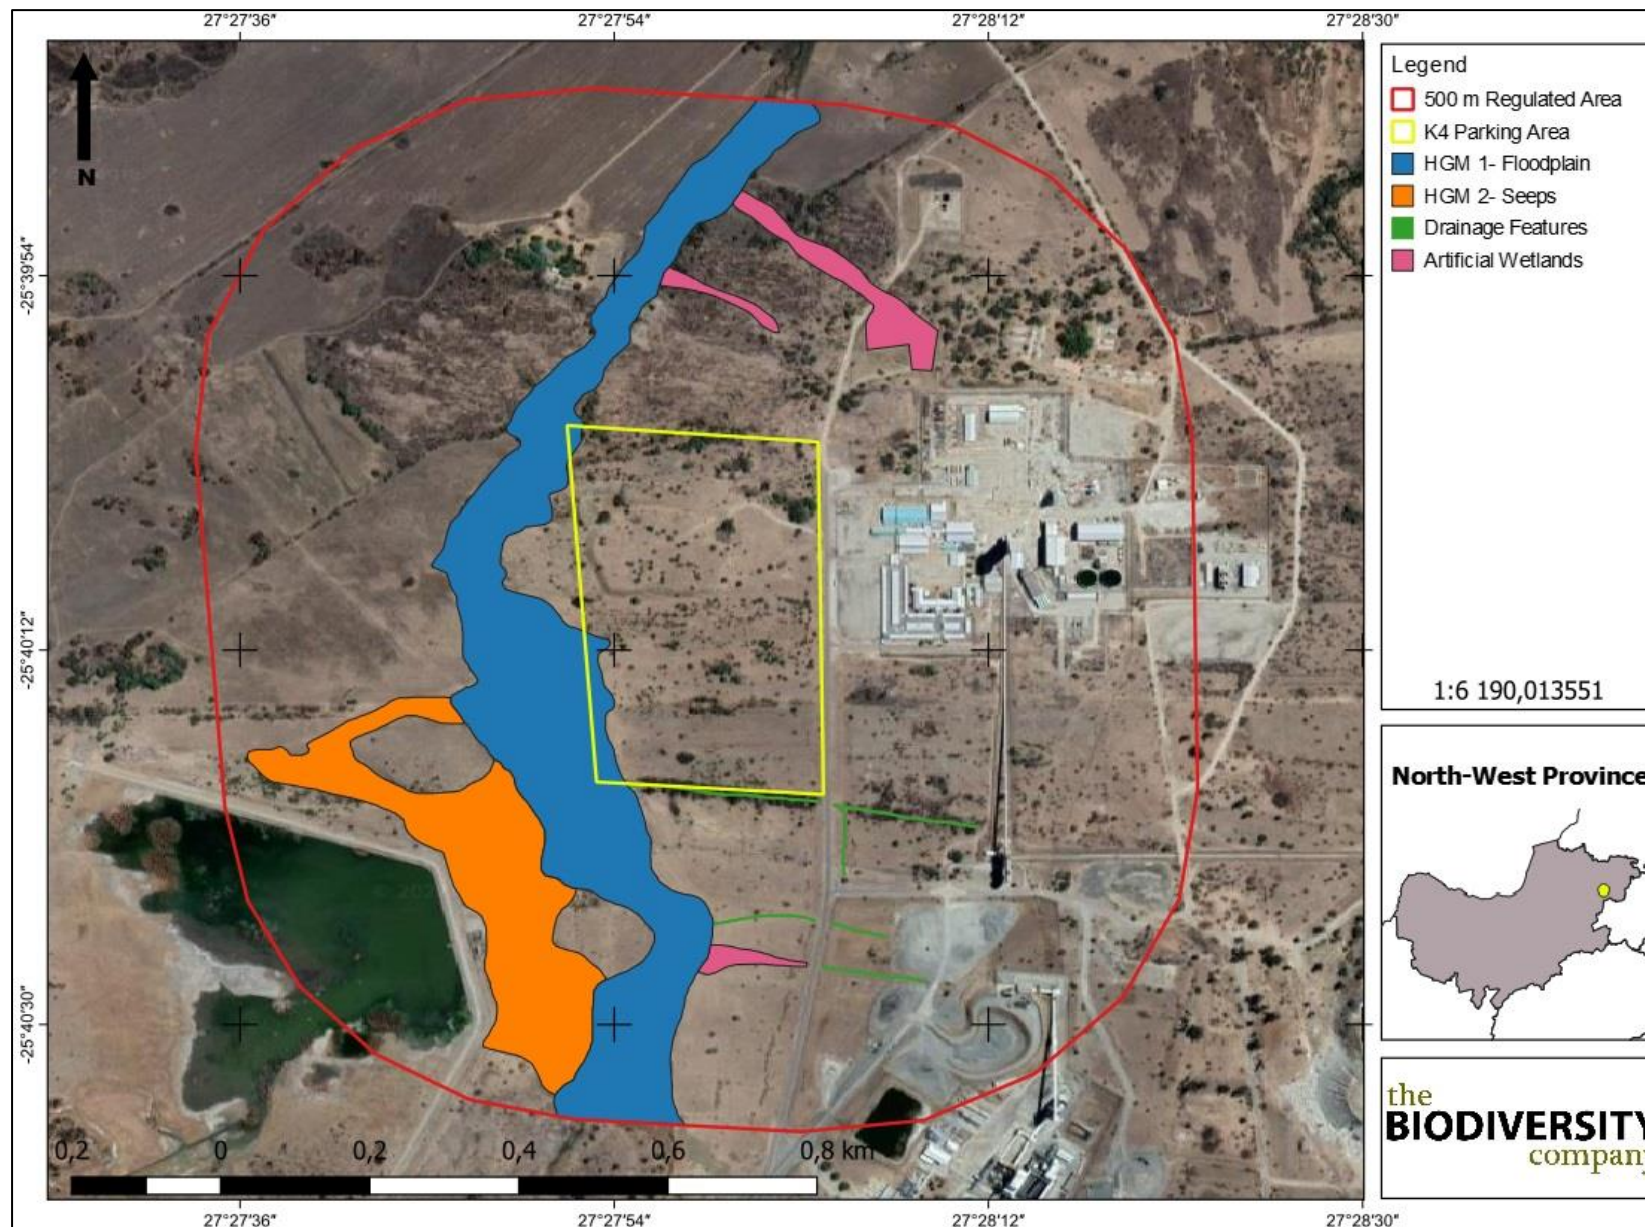 27°27'36" 27°27'54" 27°28'12" 27°28'30"
N
-25°39'54"
-25°40'12"
-25°40'30"
Legend
500 m Regulated Area
K4 Parking Area
HGM 1- Floodplain
HGM 2- Seeps
Drainage Features
Artificial Wetlands
1:6 190,013551
North-West Province
the
BIODIVERSITY
company
0,2 0 0,2 0,4 0,6 0,8 km
27°27'36" 27°27'54" 27°28'12" 27°28'30"